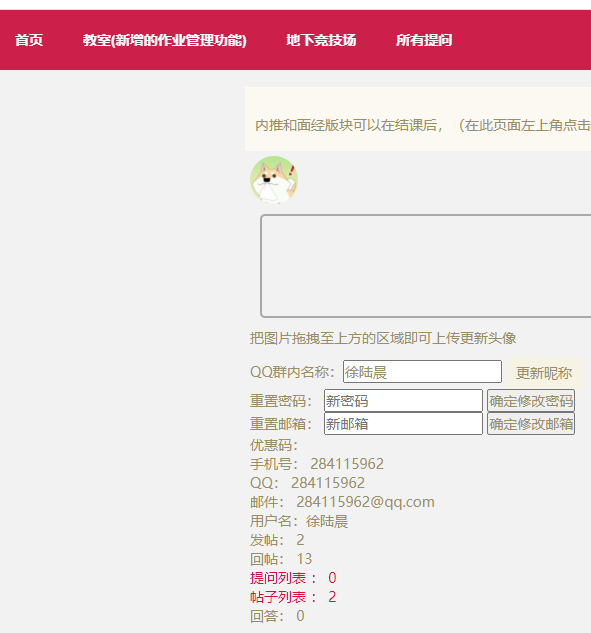 首页 教室(新增的作业管理功能) 地下竞技场 所有提问
内推和面经版块可以在结课后，（在此页面左上角点击
把图片拖拽至上方的区域即可上传更新头像
QQ群内名称: 徐陆晨 更新昵称
重置密码: 新密码 确定修改密码
重置邮箱: 新邮箱 确定修改邮箱
优惠码:
手机号: 284115962
QQ: 284115962
邮件: 284115962@qq.com
用户名: 徐陆晨
发帖: 2
回帖: 13
提问列表: 0
帖子列表: 2
回答: 0